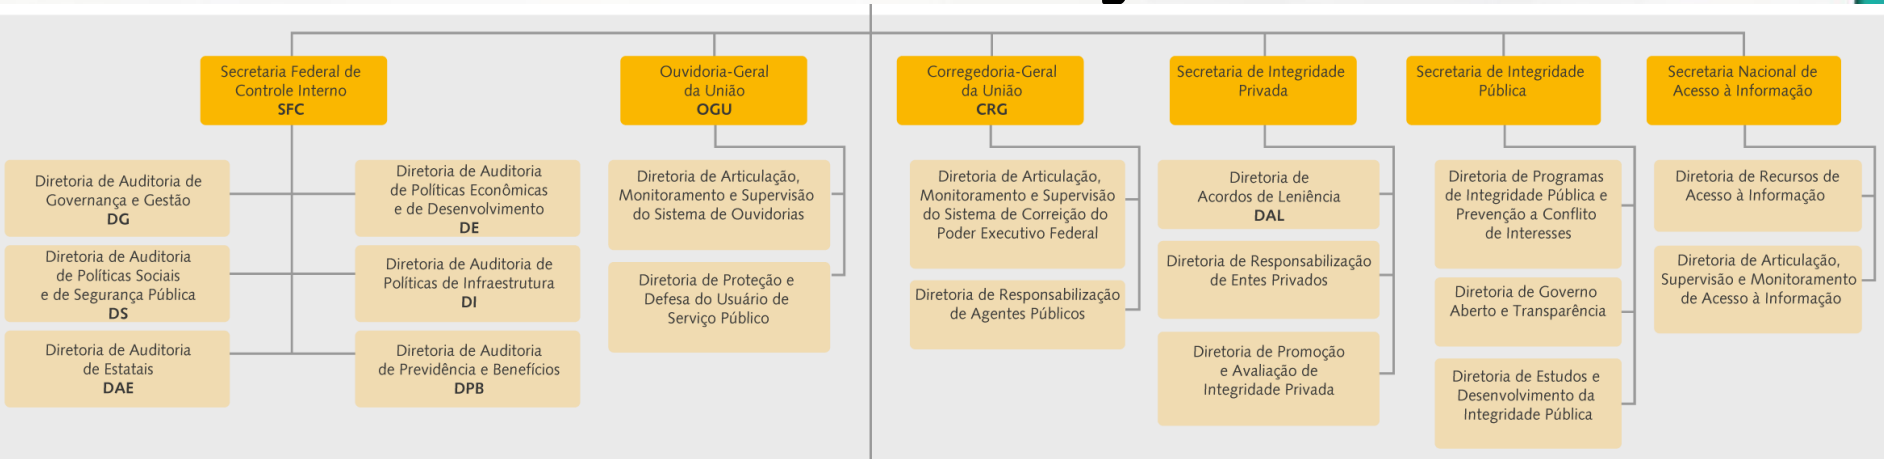 Secretaria Federal de
Controle Interno
SFC
Diretoria de Auditoria de
Governança e Gestão
DG
Diretoria de Auditoria
de Políticas Econômicas
e de Desenvolvimento
DE
Diretoria de Auditoria
de Políticas Sociais
e de Segurança Pública
DS
Diretoria de Auditoria de
Políticas de Infraestrutura
DI
Diretoria de Auditoria
de Estatais
DAE
Diretoria de Auditoria
de Previdência e Benefícios
DPB
Ouvidoria-Geral
da União
OGU
Diretoria de Articulação,
Monitoramento e Supervisão
do Sistema de Ouvidorias
Diretoria de Proteção e
Defesa do Usuário de
Serviço Público
Corregedoria-Geral
da União
CRG
Diretoria de Articulação,
Monitoramento e Supervisão
do Sistema de Correição do
Poder Executivo Federal
Diretoria de Responsabilização
de Agentes Públicos
Secretaria de Integridade
Privada
Diretoria de
Acordos de Leniência
DAL
Diretoria de Responsabilização
de Entes Privados
Diretoria de Promoção
e Avaliação de
Integridade Privada
Secretaria de Integridade
Pública
Diretoria de Programas
de Integridade Pública e
Prevenção a Conflito
de Interesses
Diretoria de Governo
Aberto e Transparência
Diretoria de Estudos e
Desenvolvimento da
Integridade Pública
Secretaria Nacional de
Acesso à Informação
Diretoria de Recursos de
Acesso à Informação
Diretoria de Articulação,
Supervisão e Monitoramento
de Acesso à Informação